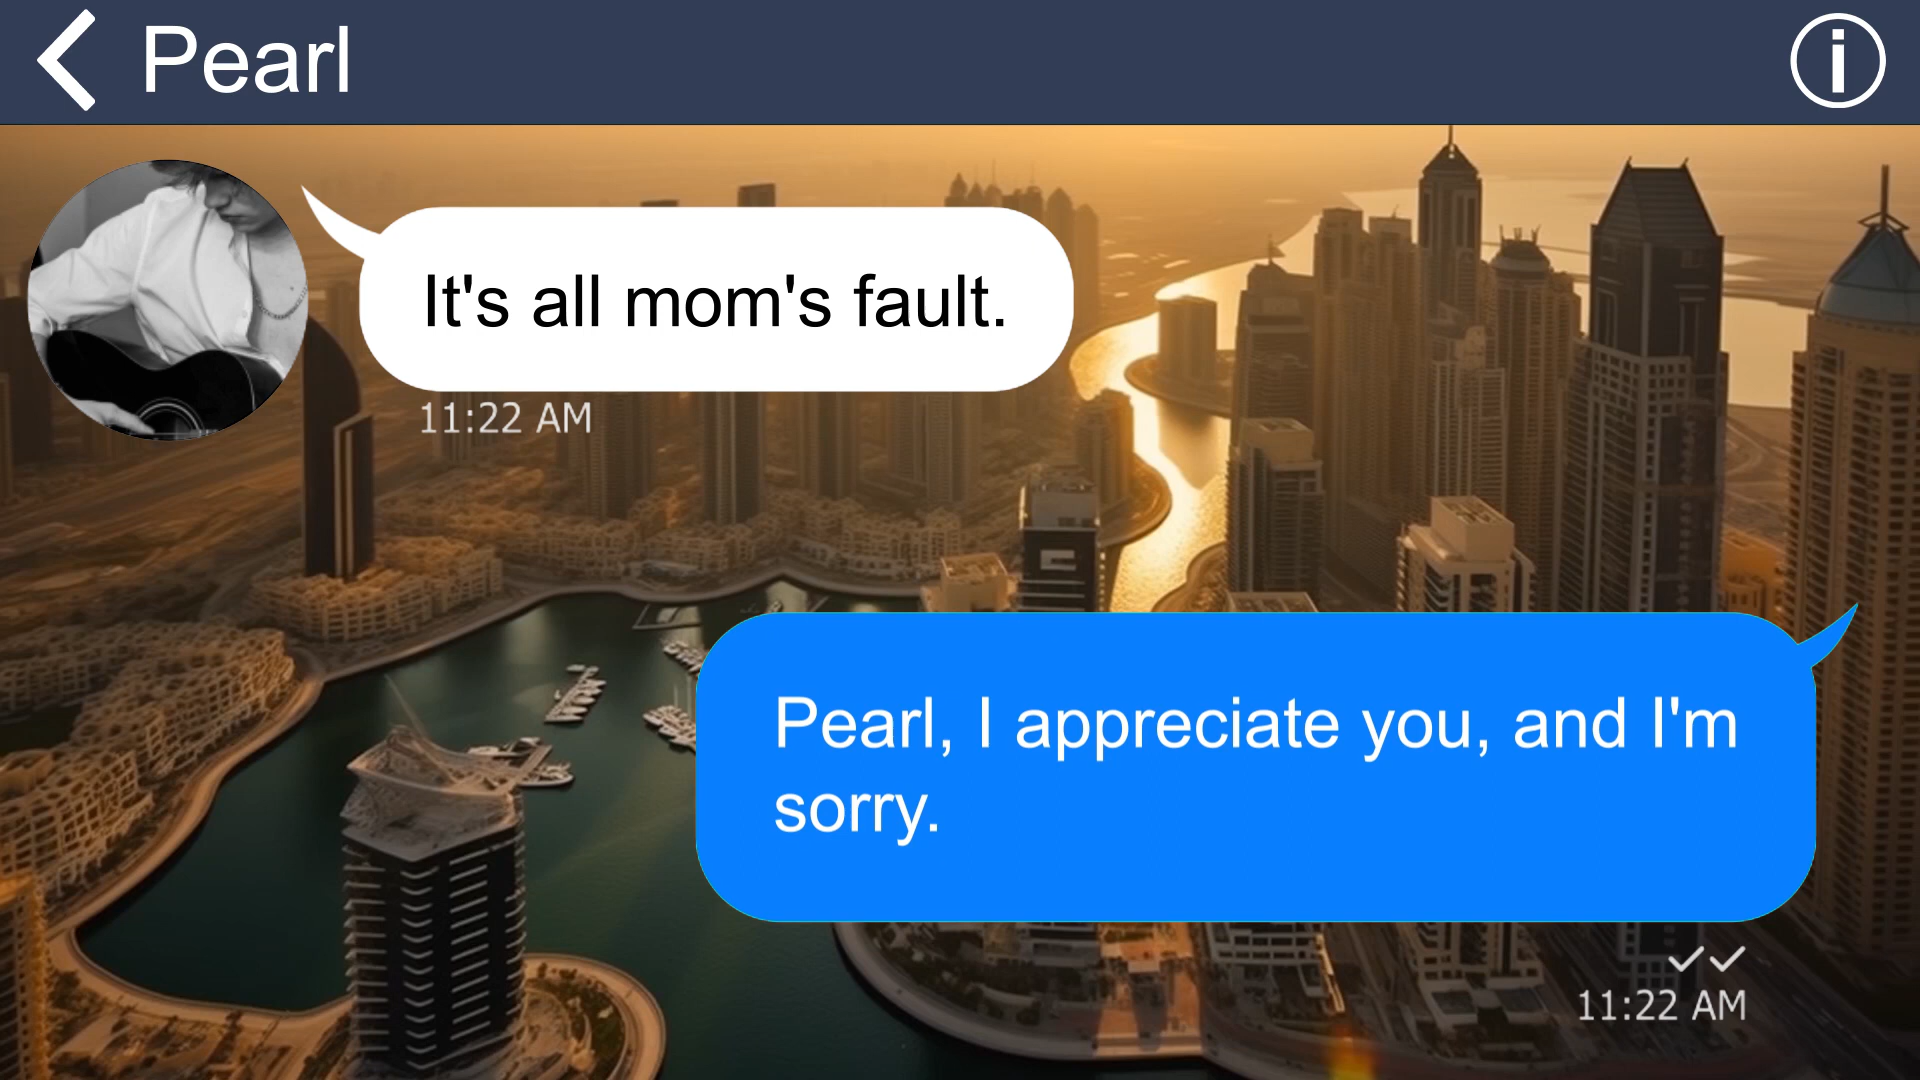 Pearl
It's all mom's fault.
11:22 AM
Pearl, I appreciate you, and I'm
sorry.
11:22 AM